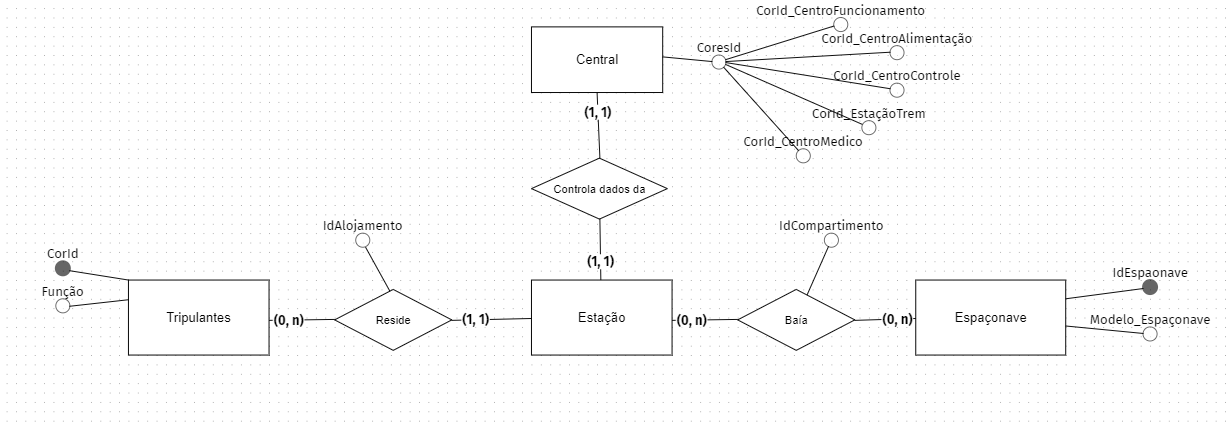 CorId_CentroFuncionamento
CorId_CentroAlimentação
CoresId
Central
CorId_CentroControle
(1, 1)
CorId_EstaçãoTrem
CorId_CentroMedico
Controla dados da
IdAlojamento
IdCompartimento
CorId
(1, 1)
IdEspaonave
Função
Tripulantes
(0, n)
Reside
(1, 1)
Estação
(0, n)
Baía
(0, n)
Espaçonave
Modelo_Espaçonave